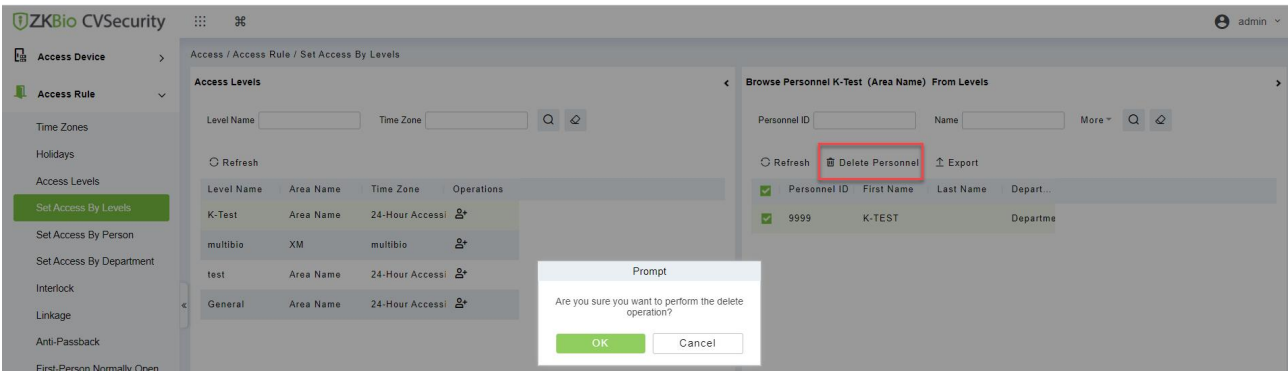 ZKBio CVSecurity
admin
Access Device
Access Rule
Time Zones
Holidays
Access Levels
Set Access By Levels
Set Access By Person
Set Access By Department
Interlock
Linkage
Anti-Passback
First-Person Normally Open
Access / Access Rule / Set Access By Levels
Access Levels
Level Name Time Zone
Refresh
Level Name Area Name Time Zone Operations
K-Test Area Name 24-Hour Accessi
multibio XM multibio
test Area Name 24-Hour Accessi
General Area Name 24-Hour Accessi
Browse Personnel K-Test (Area Name) From Levels
Personnel ID Name More
Refresh Delete Personnel Export
Personnel ID First Name Last Name Depart...
9999 K-TEST Departme
Prompt
Are you sure you want to perform the delete
operation?
OK Cancel